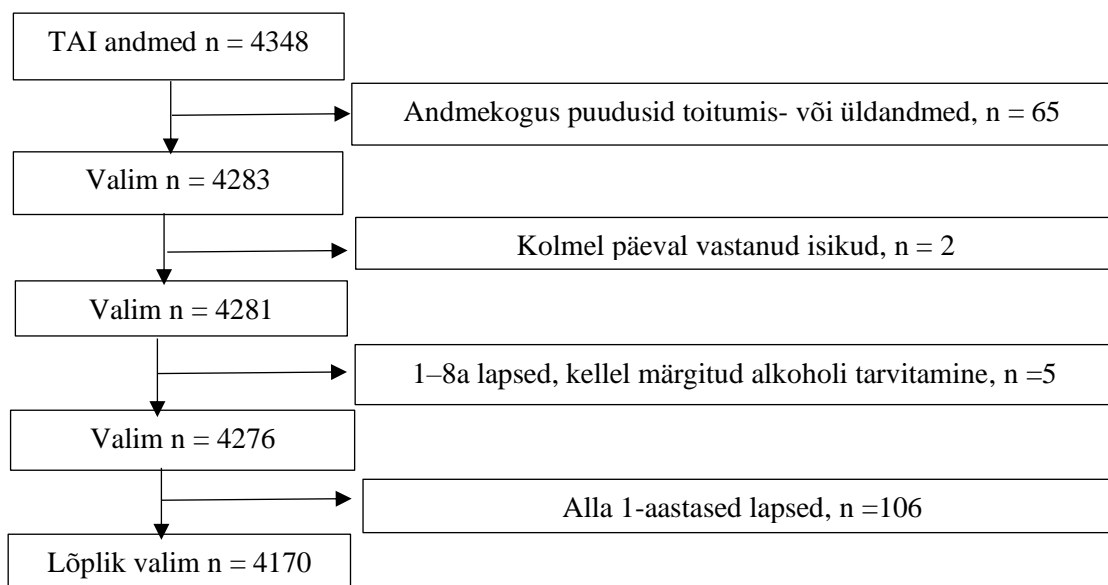 TAI andmed n = 4348
Andmekogus puudusid toitumis- või üldandmed, n = 65
Valim n = 4283
Kolmel päeval vastanud isikud, n = 2
Valim n = 4281
1–8a lapsed, kellel märgitud alkoholi tarvitamine, n =5
Valim n = 4276
Alla 1-aastased lapsed, n =106
Lõplik valim n = 4170